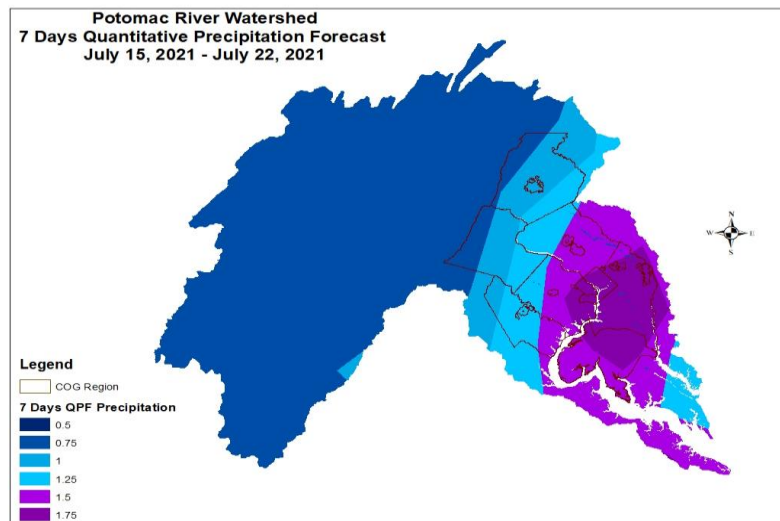 Potomac River Watershed
7 Days Quantitative Precipitation Forecast
July 15, 2021 - July 22, 2021
N
W E
S
Legend
COG Region
7 Days QPF Precipitation
0.5
0.75
1
1.25
1.5
1.75